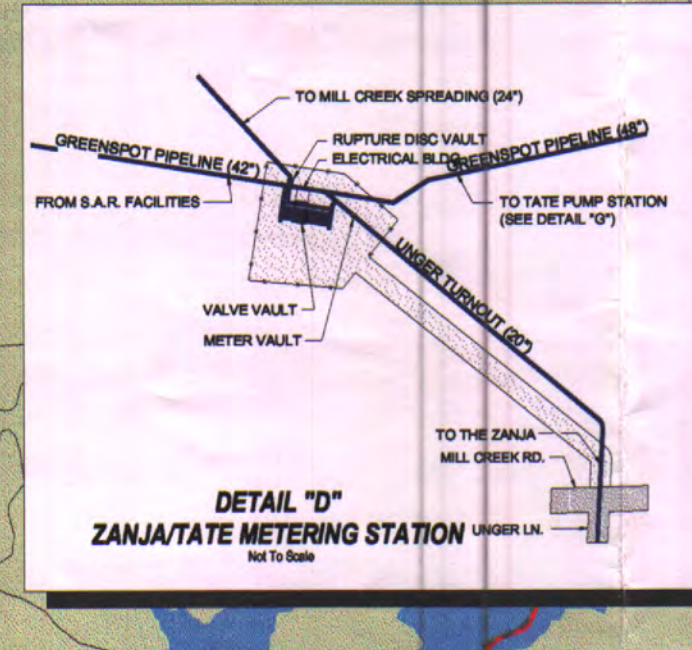 TO MILL CREEK SPREADING (24")
RUPTURE DISC VAULT
GREENSPOT PIPELINE (42")
ELECTRICAL BLDG.
GREENSPOT PIPELINE (48")
FROM S.A.R. FACILITIES
TO TATE PUMP STATION
(SEE DETAIL "G")
UNGER TURNOUT (20")
VALVE VAULT
METER VAULT
TO THE ZANJA
MILL CREEK RD.
DETAIL "D"
ZANJA/TATE METERING STATION
UNGER LN.
Not To Scale